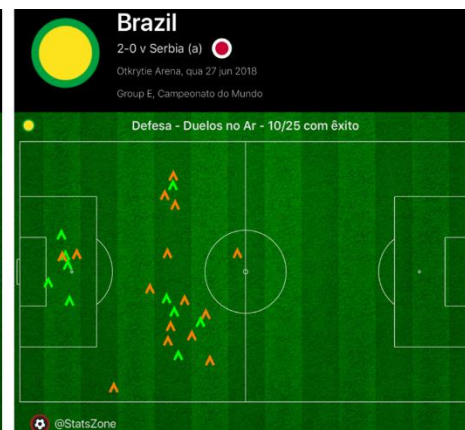 Brazil
2-0 v Serbia (a)
Otkrytie Arena, qua 27 jun 2018
Group E, Campeonato do Mundo
Defesa - Duelos no Ar - 10/25 com êxito
@StatsZone